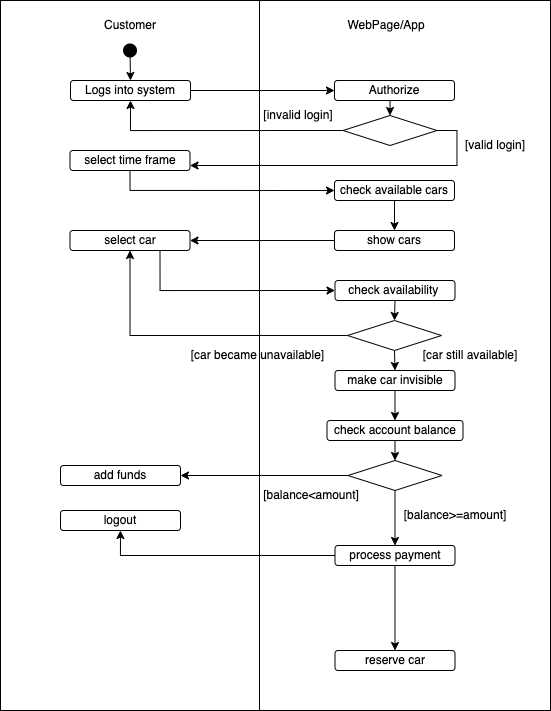 Customer
WebPage/App
Logs into system
Authorize
[invalid login]
[valid login]
select time frame
check available cars
select car
show cars
check availability
[car became unavailable]
[car still available]
make car invisible
check account balance
add funds
[balance<amount]
logout
[balance>=amount]
process payment
reserve car